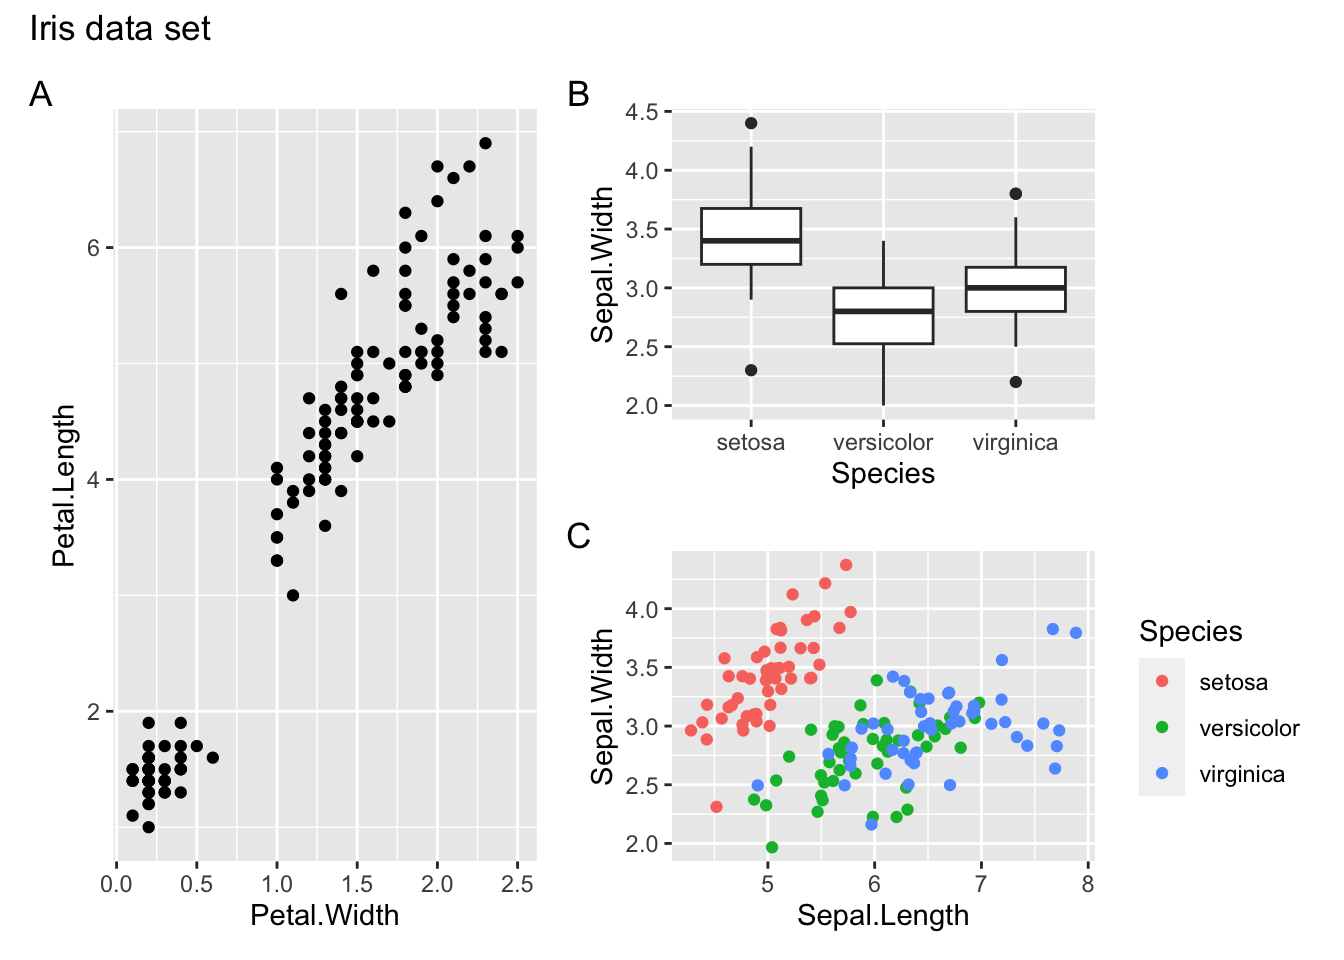 Iris data set
A
Petal.Length
6
4
2
0.0 0.5 1.0 1.5 2.0 2.5
Petal.Width
B
Sepal.Width
4.5
4.0
3.5
3.0
2.5
2.0
setosa versicolor virginica
Species
C
Sepal.Width
4.0
3.5
3.0
2.5
2.0
5 6 7 8
Sepal.Length
Species
setosa
versicolor
virginica